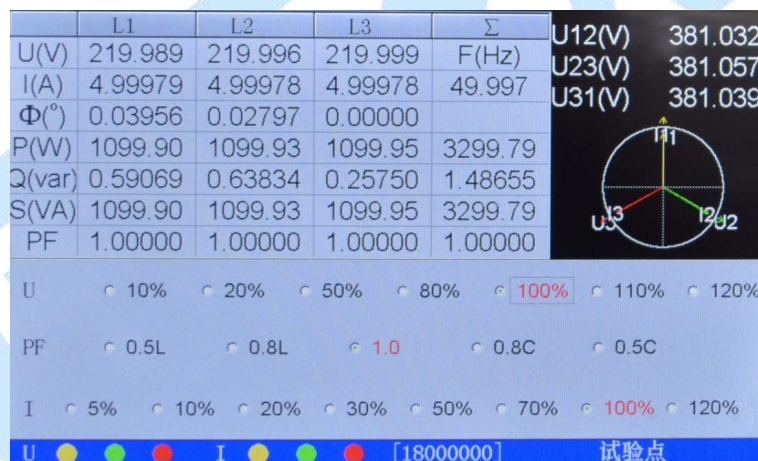 L1 L2 L3 Σ
U(V) 219.989 219.996 219.999 F(Hz)
I(A) 4.99979 4.99978 4.99978 49.997
Φ(°) 0.03956 0.02797 0.00000
P(W) 1099.90 1099.93 1099.95 3299.79
Q(var) 0.59069 0.63834 0.25750 1.48655
S(VA) 1099.90 1099.93 1099.95 3299.79
PF 1.00000 1.00000 1.00000 1.00000
U12(V) 381.032
U23(V) 381.057
U31(V) 381.039
I1
U3 I3 I2 U2
U 10% 20% 50% 80% 100% 110% 120%
PF 0.5L 0.8L 1.0 0.8C 0.5C
I 5% 10% 20% 30% 50% 70% 100% 120%
U I [18000000] 试验点